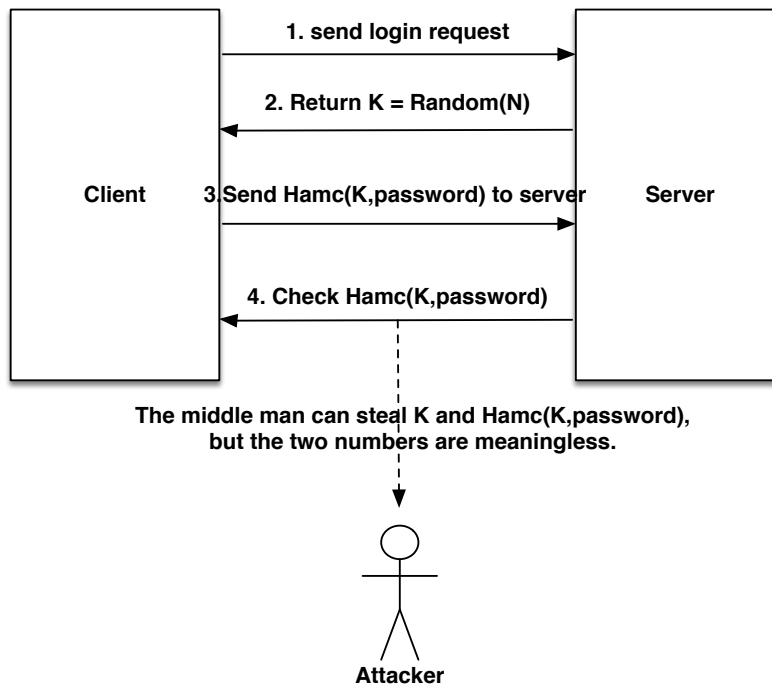 1. send login request
2. Return K = Random(N)
Client
3.Send Hamc(K,password) to server
Server
4. Check Hamc(K,password)
The middle man can steal K and Hamc(K,password),
but the two numbers are meaningless.
Attacker